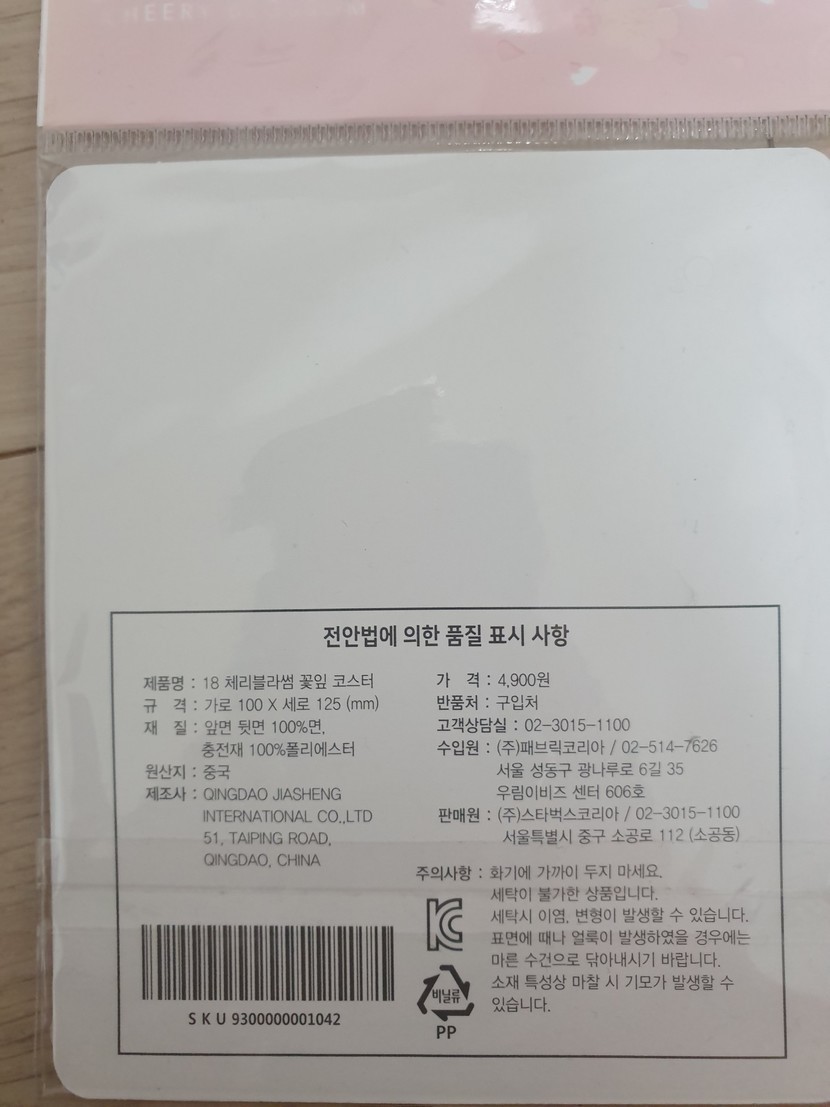 CHEERY
전안법에 의한 품질 표시 사항
제품명 : 18 체리블라썸 꽃잎 코스터
규 격 : 가로 100 X 세로 125 (mm)
재 질 : 앞면 뒷면 100%면,
충전재 100%폴리에스터
원산지 : 중국
제조사 : QINGDAO JIASHENG
INTERNATIONAL CO.,LTD
51, TAIPING ROAD,
QINGDAO, CHINA
가 격 : 4,900원
반품처 : 구입처
고객상담실 : 02-3015-1100
수입원 : (주)패브릭코리아 / 02-514-7626
서울 성동구 광나루로 6길 35
우림이비즈 센터 606호
판매원 : (주)스타벅스코리아 / 02-3015-1100
서울특별시 중구 소공로 112 (소공동)
주의사항 : 화기에 가까이 두지 마세요.
세탁이 불가한 상품입니다.
세탁시 이염, 변형이 발생할 수 있습니다.
표면에 때나 얼룩이 발생하였을 경우에는
마른 수건으로 닦아내시기 바랍니다.
소재 특성상 마찰 시 기모가 발생할 수
있습니다.
KC
비닐류
PP
SKU 9300000001042